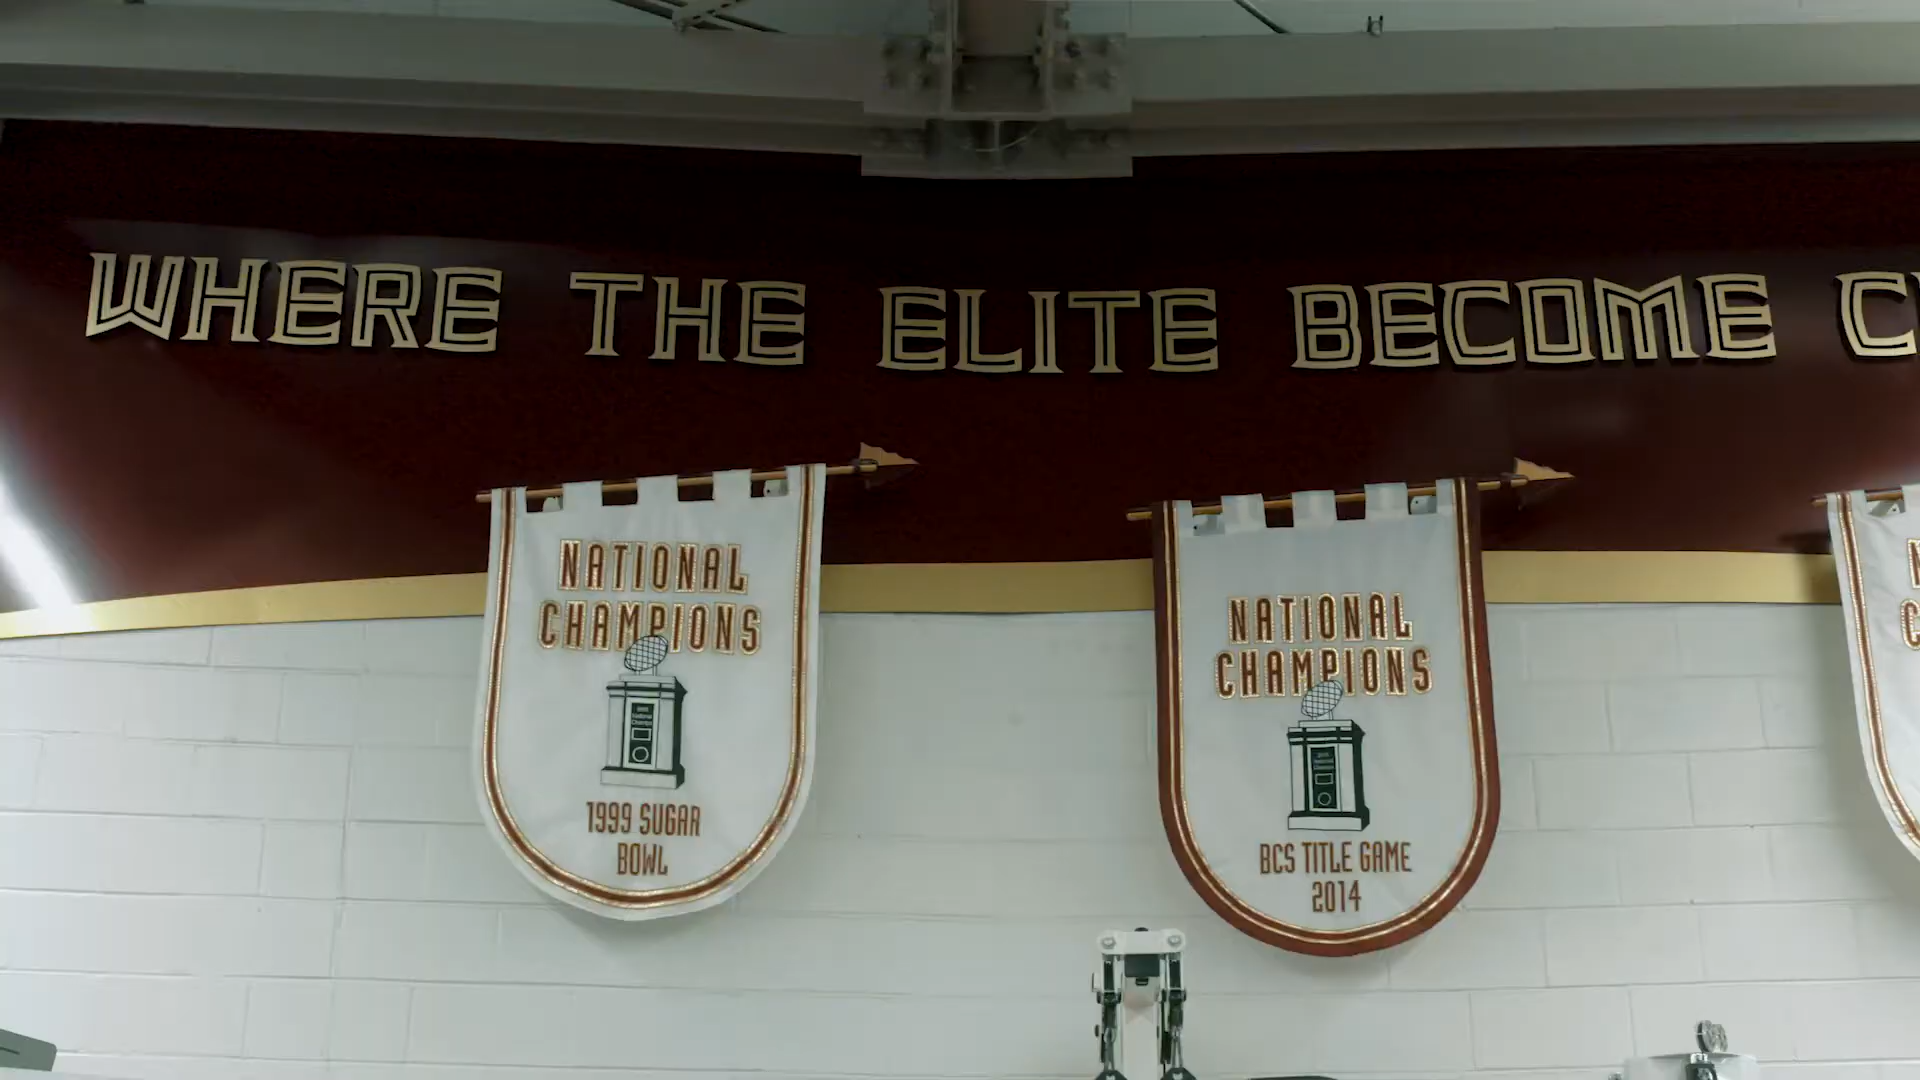 WHERE THE ELITE BECOME
NATIONAL
CHAMPIONS
1999 SUGAR
BOWL
NATIONAL
CHAMPIONS
BCS TITLE GAME
2014